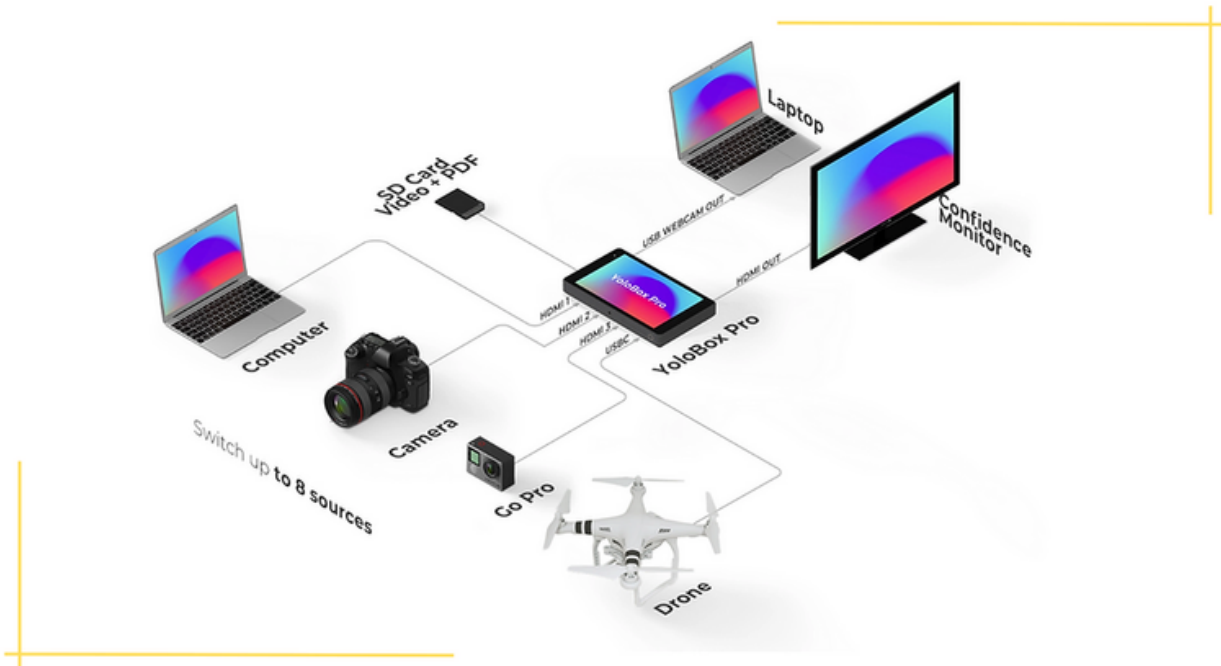 Laptop
SD Card
Video + PDF
Confidence
Monitor
USB WEBCAM OUT
HDMI OUT
YoloBox Pro
HDMI 1
HDMI 2
HDMI 3
USBC
YoloBox Pro
Computer
Camera
Switch up to 8 sources
Go Pro
Drone